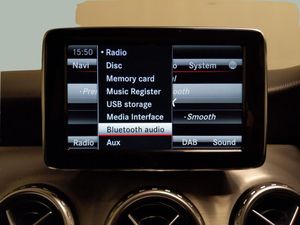 15:50 • Radio
Navi Disc System
Memory card
Music Register
USB storage
Media Interface Smooth
Bluetooth audio
Radio Aux DAB Sound